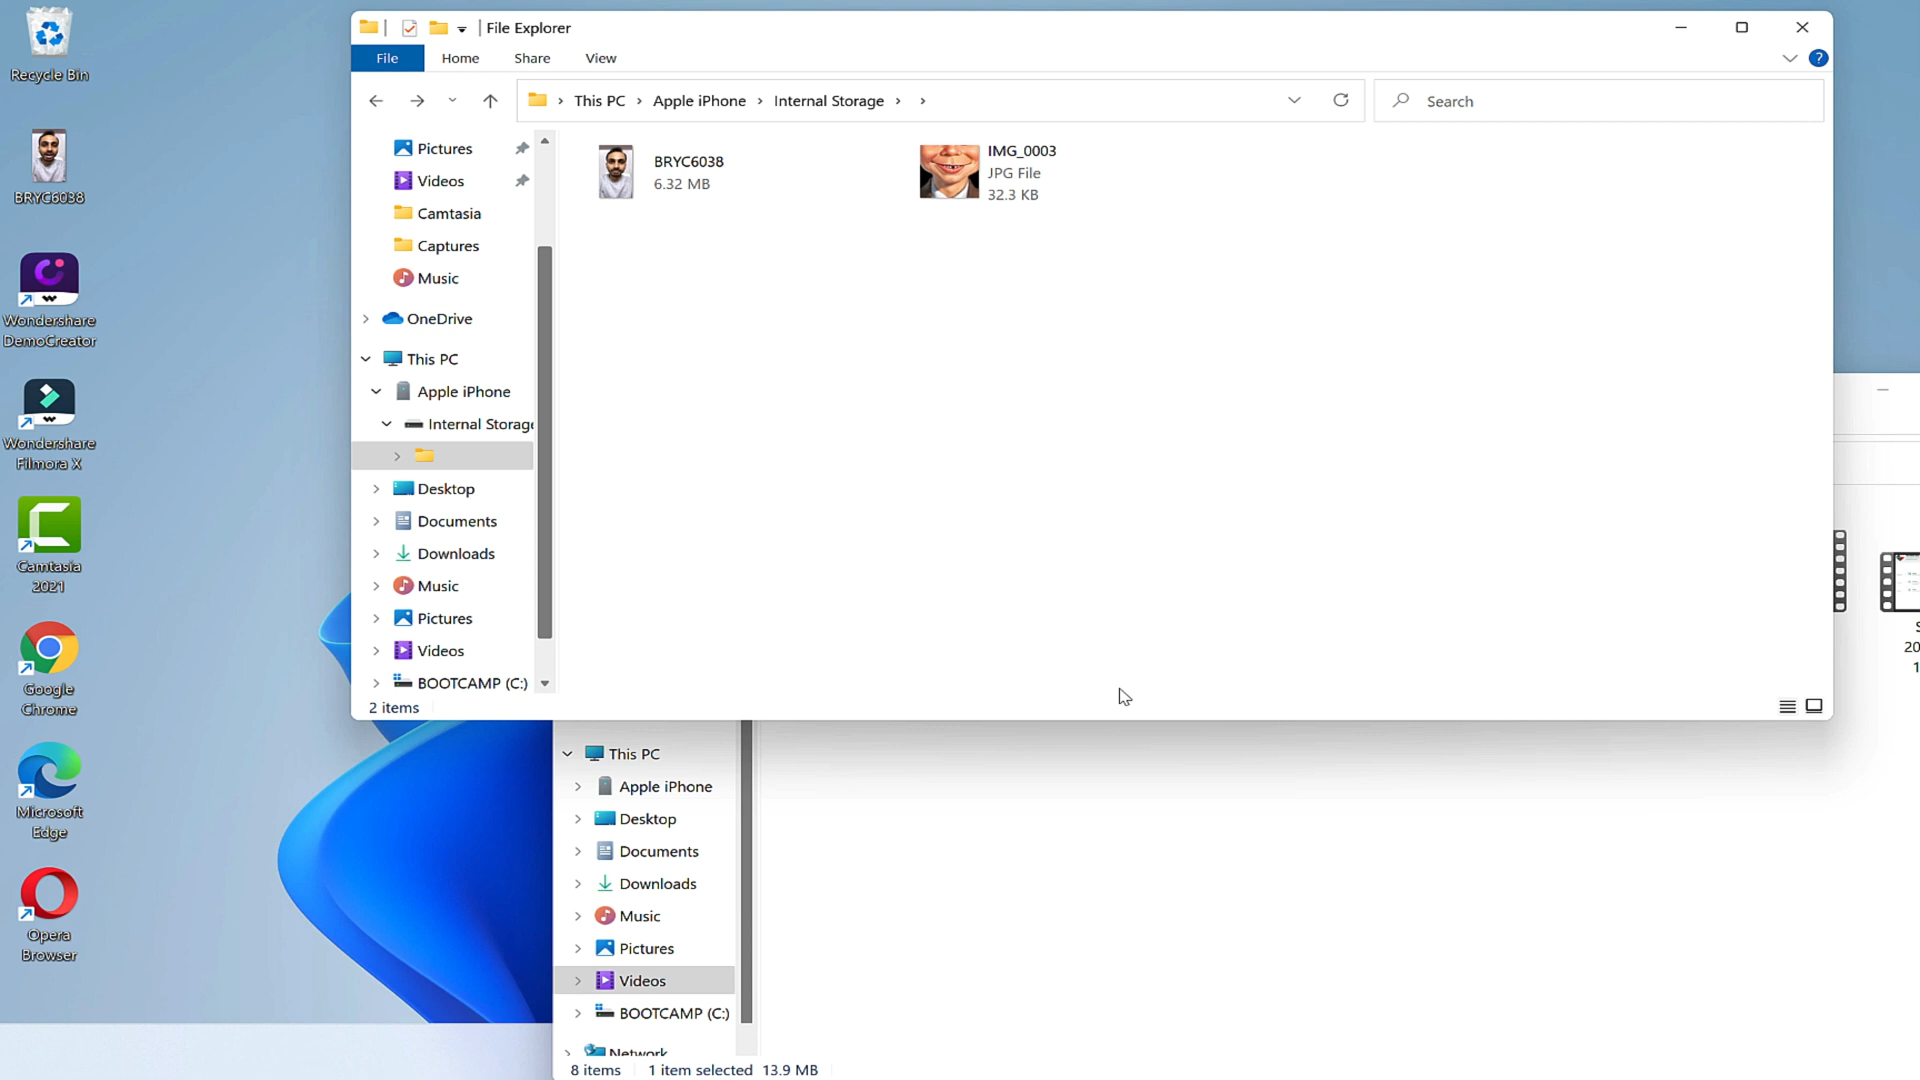 Recycle Bin
BRYC6038
Wondershare
DemoCreator
Wondershare
Filmora X
Camtasia
2021
Google
Chrome
Microsoft
Edge
Opera
Browser
File Explorer
File Home Share View
This PC Apple iPhone Internal Storage
Search
Pictures
Videos
Camtasia
Captures
Music
OneDrive
This PC
Apple iPhone
Internal Storage
Desktop
Documents
Downloads
Music
Pictures
Videos
BOOTCAMP (C:)
2 items
BRYC6038
6.32 MB
IMG_0003
JPG File
32.3 KB
This PC
Apple iPhone
Desktop
Documents
Downloads
Music
Pictures
Videos
BOOTCAMP (C:)
Network
8 items 1 item selected 13.9 MB